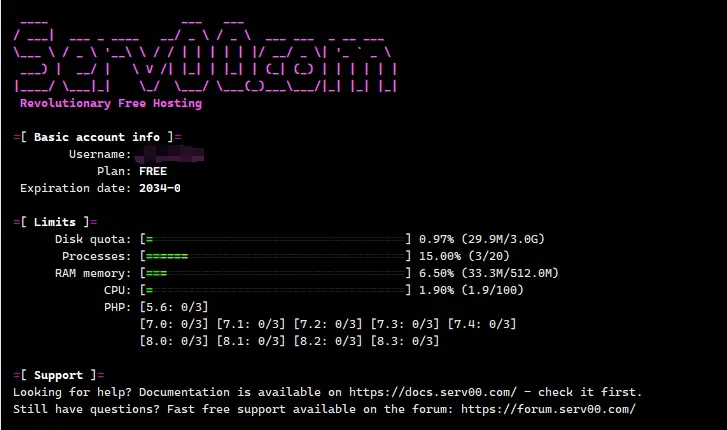 Serv00.com
Revolutionary Free Hosting
=[ Basic account info ]=
Username:
Plan: FREE
Expiration date: 2034-0
=[ Limits ]=
Disk quota: [= ] 0.97% (29.9M/3.0G)
Processes: [====== ] 15.00% (3/20)
RAM memory: [=== ] 6.50% (33.3M/512.0M)
CPU: [= ] 1.90% (1.9/100)
PHP: [5.6: 0/3]
[7.0: 0/3] [7.1: 0/3] [7.2: 0/3] [7.3: 0/3] [7.4: 0/3]
[8.0: 0/3] [8.1: 0/3] [8.2: 0/3] [8.3: 0/3]
=[ Support ]=
Looking for help? Documentation is available on https://docs.serv00.com/ - check it first.
Still have questions? Fast free support available on the forum: https://forum.serv00.com/